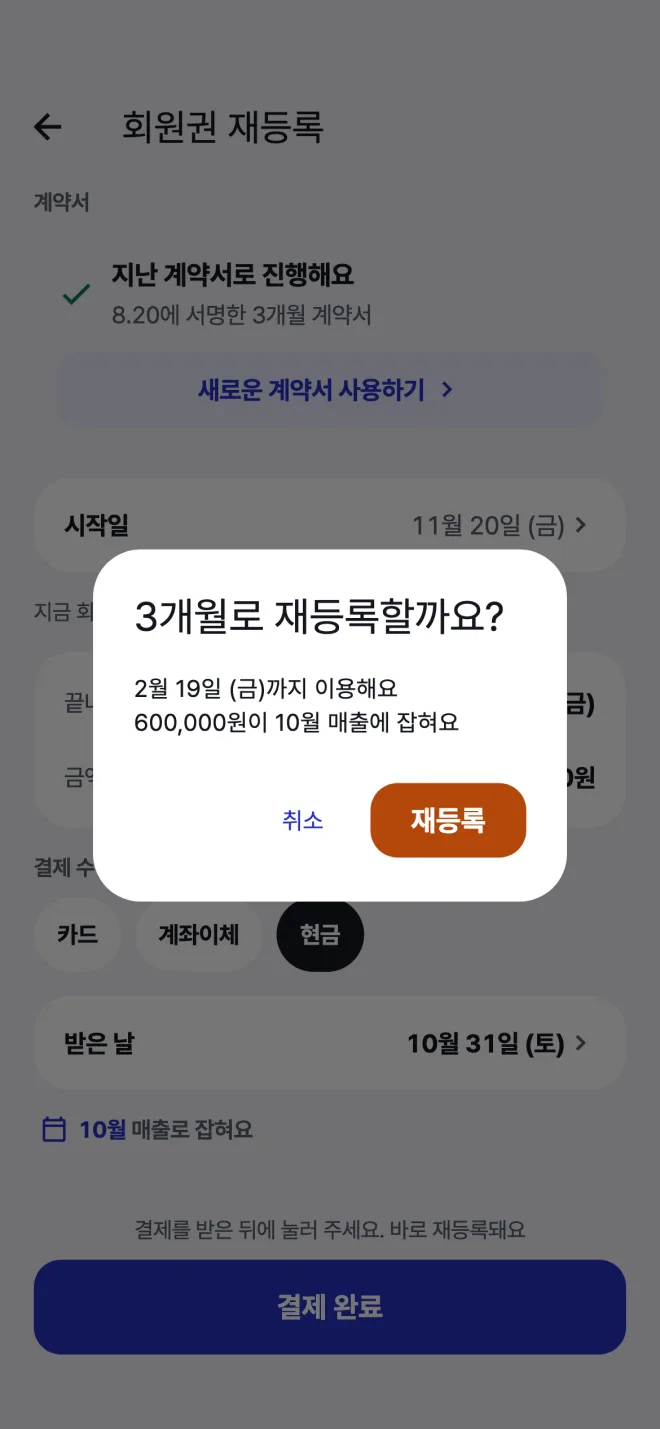 회원권 재등록
계약서
지난 계약서로 진행해요
8.20에 서명한 3개월 계약서
새로운 계약서 사용하기
시작일
11월 20일 (금)
지금
3개월로 재등록할까요?
2월 19일 (금)까지 이용해요
600,000원이 10월 매출에 잡혀요
취소
재등록
결제
카드
계좌이체
현금
받은 날
10월 31일 (토)
10월 매출로 잡혀요
결제를 받은 뒤에 눌러 주세요. 바로 재등록돼요
결제 완료